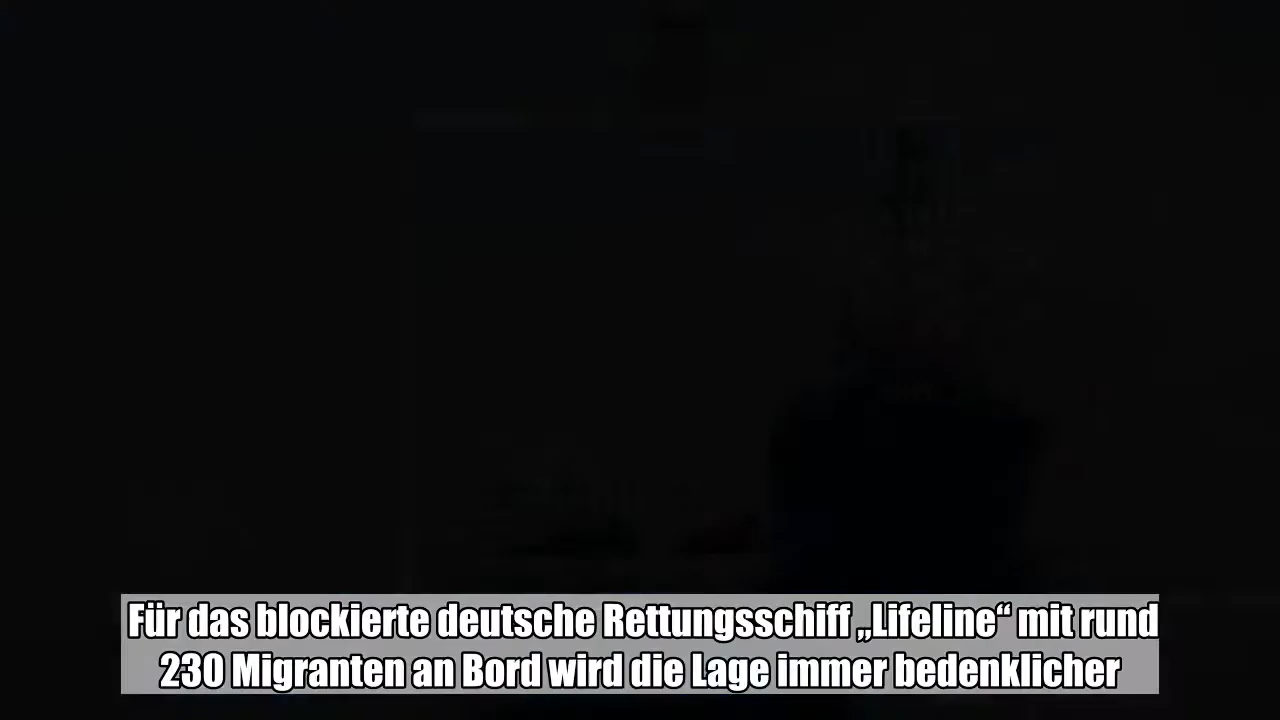 Für das blockierte deutsche Rettungsschiff „Lifeline“ mit rund
230 Migranten an Bord wird die Lage immer bedenklicher